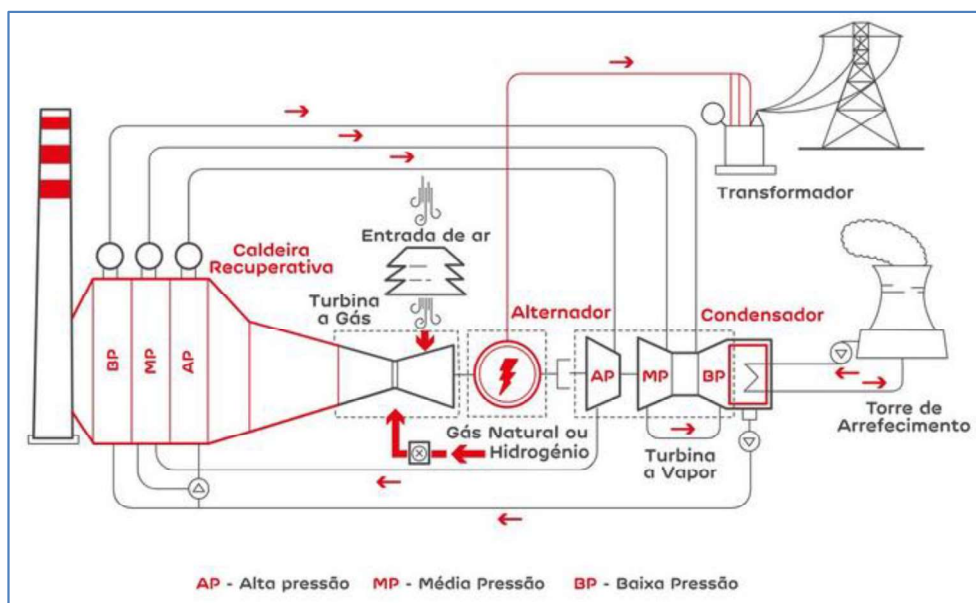 Transformador
Entrada de ar
Caldeira
Recuperativa
Turbina
a Gás
Alternador
Condensador
BP
MP
AP
AP
MP
BP
Gás Natural ou
Hidrogénio
Turbina
a Vapor
Torre de
Arrefecimento
AP - Alta pressão MP - Média Pressão BP - Baixa Pressão